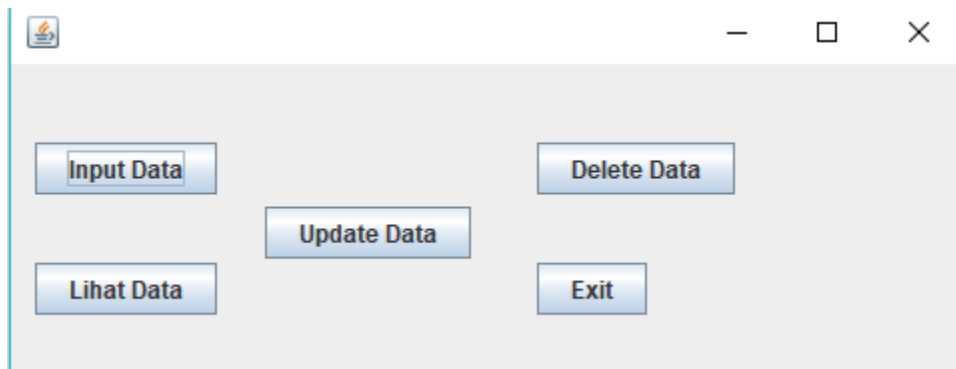 Input Data
Delete Data
Update Data
Lihat Data
Exit